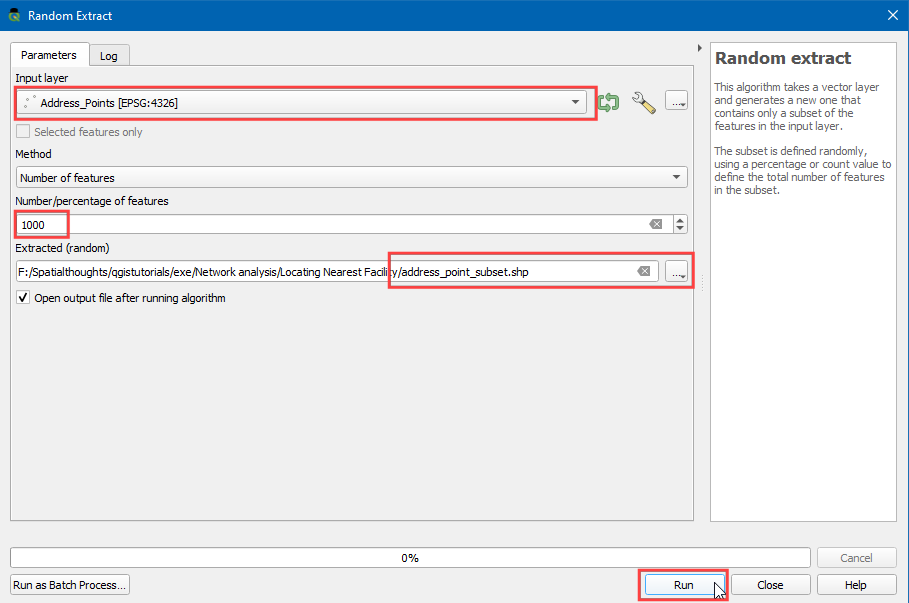 Random Extract
Parameters
Log
Input layer
Address_Points [EPSG:4326]
...
Selected features only
Method
Number of features
Number/percentage of features
1000
Extracted (random)
F:/Spatialthoughts/qgistutorials/exe/Network analysis/Locating Nearest Facility/address_point_subset.shp
...
Open output file after running algorithm
Random extract
This algorithm takes a vector layer
and generates a new one that
contains only a subset of the
features in the input layer.
The subset is defined randomly,
using a percentage or count value to
define the total number of features
in the subset.
0%
Cancel
Run as Batch Process...
Run
Close
Help